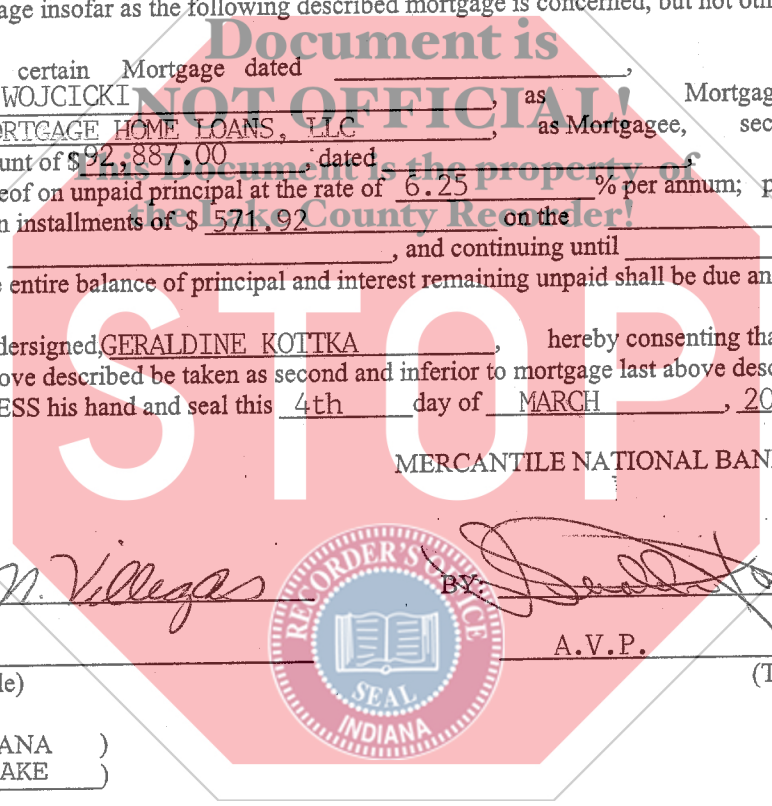 age insofar as the following described mortgage is concerned, but not oth
Document is
certain Mortgage dated ,
WOJCICKI , as Mortgag
NOT OFFICIAL!
ORTGAGE HOME LOANS, LLC , as Mortgagee, sec
unt of $92,887.00 dated ,
This Document is the property of
eof on unpaid principal at the rate of 6.25 % per annum; p
the Lake County Recorder!
n installments of $ 571.92 on the
, and continuing until
e entire balance of principal and interest remaining unpaid shall be due an
STOP
dersigned, GERALDINE KOTTKA , hereby consenting tha
ove described be taken as second and inferior to mortgage last above desc
ESS his hand and seal this 4th day of MARCH , 20
MERCANTILE NATIONAL BAN
N. Villegas
BY:
RECORDER'S OFFICE
SEAL
INDIANA
A.V.P.
le) (T
ANA )
AKE )